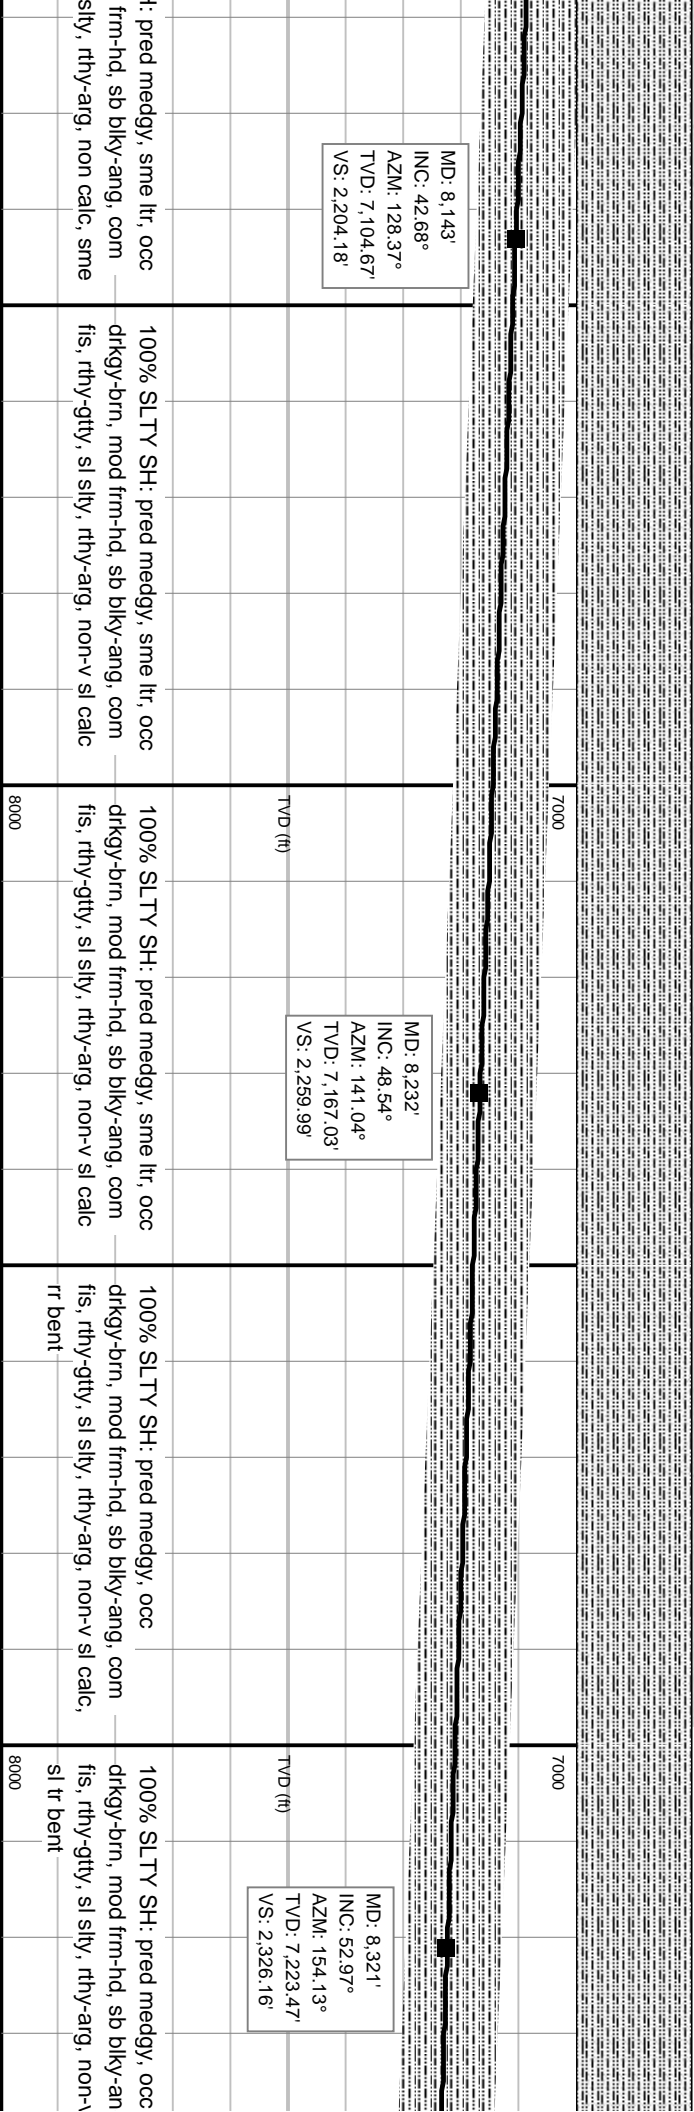 H: pred medgy, sme ltr, occ
frm-hd, sb blky-ang, com
slty, rthy-arg, non calc, sme
MD: 8,143'
INC: 42.68°
AZM: 128.37°
TVD: 7,104.67'
VS: 2,204.18'
100% SLTY SH: pred medgy, sme ltr, occ
drkgy-brn, mod frm-hd, sb blky-ang, com
fis, rthy-gtty, sl slty, rthy-arg, non-v sl calc
7000
TVD (ft)
8000
100% SLTY SH: pred medgy, sme ltr, occ
drkgy-brn, mod frm-hd, sb blky-ang, com
fis, rthy-gtty, sl slty, rthy-arg, non-v sl calc
MD: 8,232'
INC: 48.54°
AZM: 141.04°
TVD: 7,167.03'
VS: 2,259.99'
100% SLTY SH: pred medgy, occ
drkgy-brn, mod frm-hd, sb blky-ang, com
fis, rthy-gtty, sl slty, rthy-arg, non-v sl calc,
rr bent
7000
TVD (ft)
8000
100% SLTY SH: pred medgy, occ
drkgy-brn, mod frm-hd, sb blky-an
fis, rthy-gtty, sl slty, rthy-arg, non-v
sl tr bent
MD: 8,321'
INC: 52.97°
AZM: 154.13°
TVD: 7,223.47'
VS: 2,326.16'